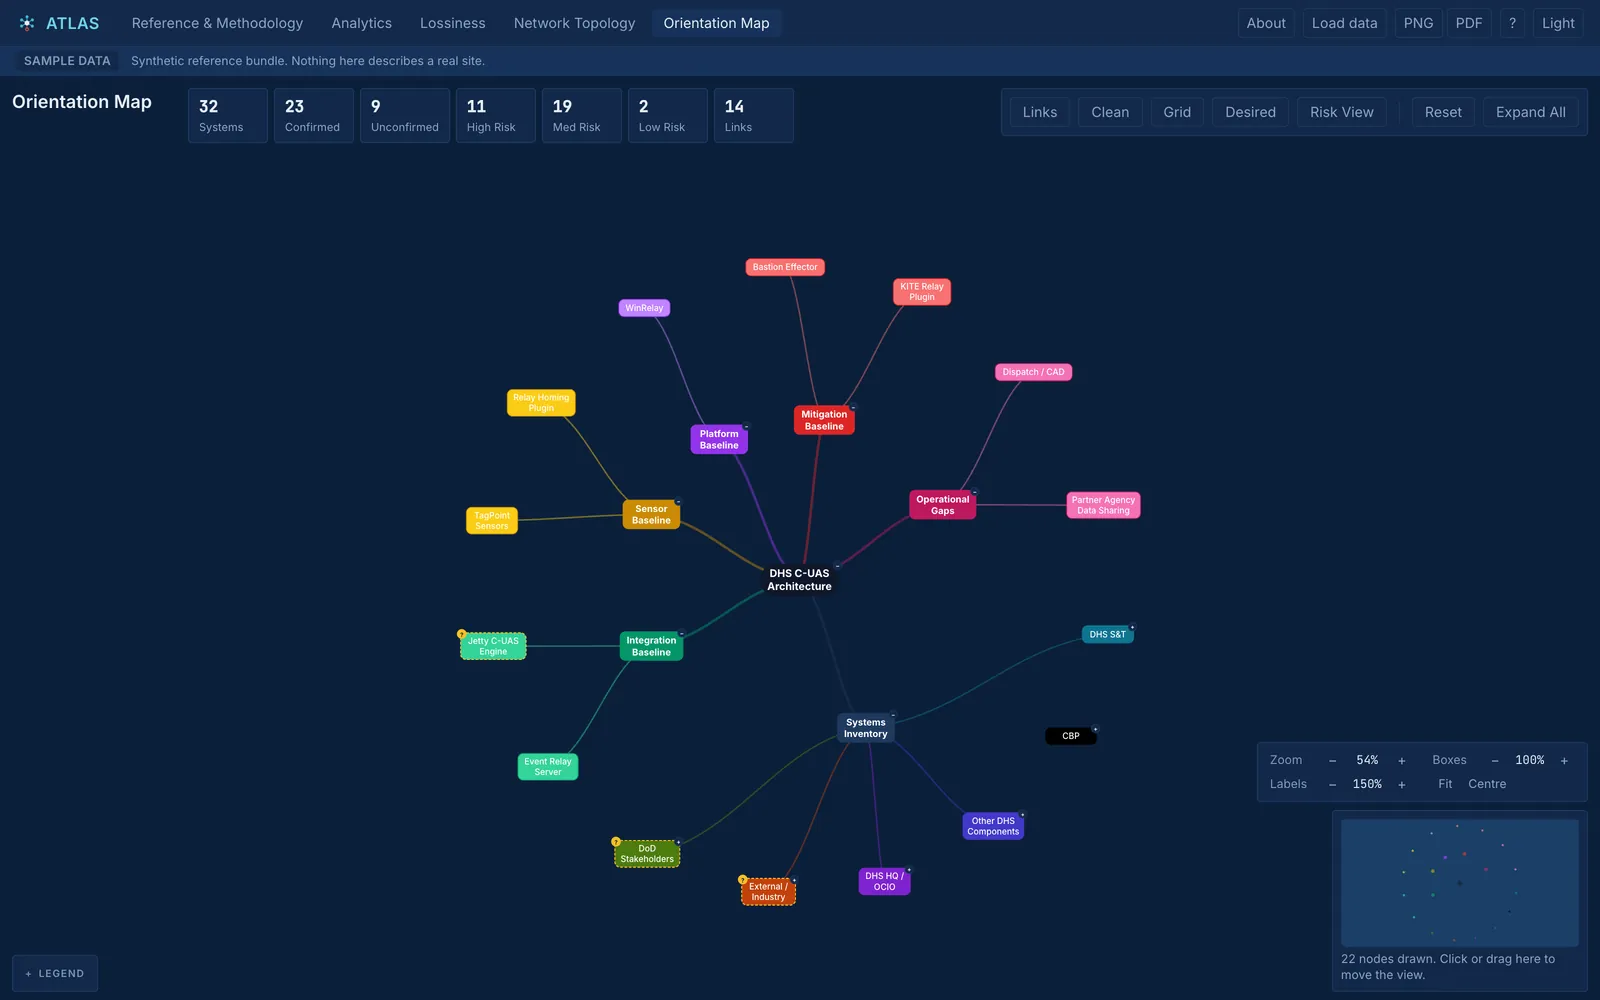 ATLAS
Reference & Methodology
Analytics
Lossiness
Network Topology
Orientation Map
About
Load data
PNG
PDF
?
Light
SAMPLE DATA
Synthetic reference bundle. Nothing here describes a real site.
Orientation Map
32
Systems
23
Confirmed
9
Unconfirmed
11
High Risk
19
Med Risk
2
Low Risk
14
Links
Links
Clean
Grid
Desired
Risk View
Reset
Expand All
Bastion Effector
KITE Relay
Plugin
WinRelay
Dispatch / CAD
Relay Homing
Plugin
Mitigation
Baseline
−
Platform
Baseline
−
Operational
Gaps
−
Partner Agency
Data Sharing
Sensor
Baseline
−
TagPoint
Sensors
DHS C-UAS
Architecture
−
?
Jetty C-UAS
Engine
Integration
Baseline
−
DHS S&T
+
Systems
Inventory
−
CBP
+
Event Relay
Server
Other DHS
Components
+
?
DoD
Stakeholders
+
?
External /
Industry
+
DHS HQ /
OCIO
+
Zoom − 54% + Boxes − 100% +
Labels − 150% + Fit Centre
22 nodes drawn. Click or drag here to
move the view.
+ LEGEND